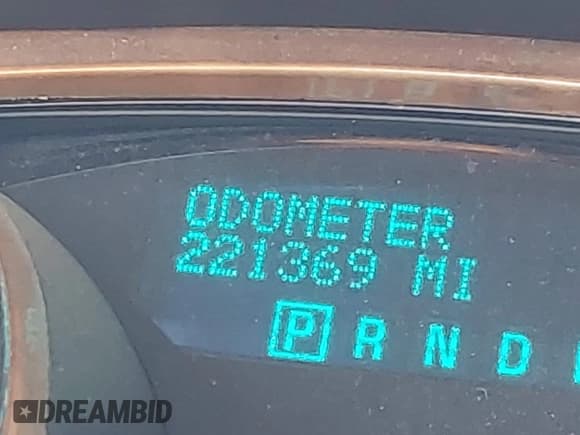 ODOMETER
221369 MI
P R N D
DREAMBID